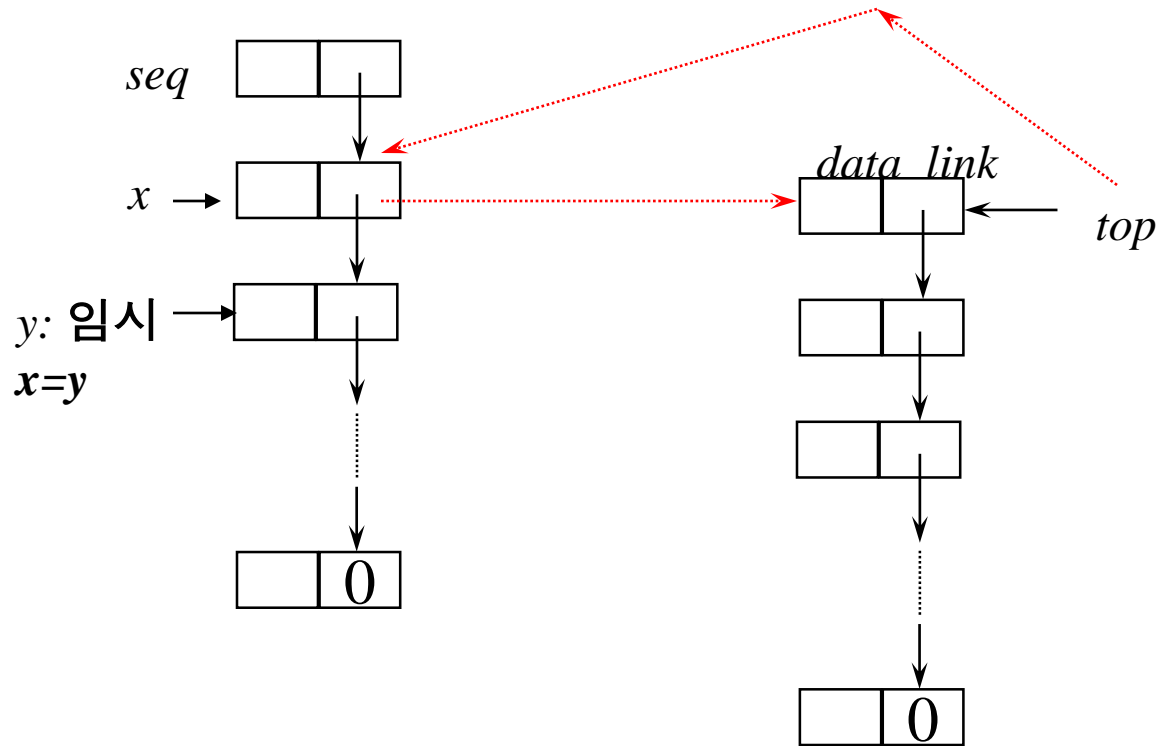 seq
x
y: 임시
x=y
0
data link
top
0